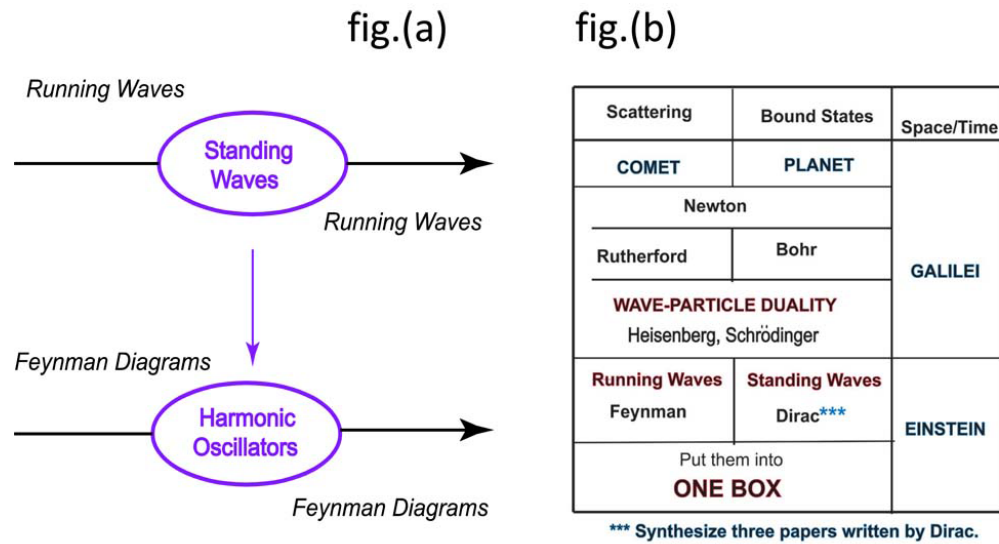 fig.(a)
Running Waves
Standing
Waves
Running Waves
Feynman Diagrams
Harmonic
Oscillators
Feynman Diagrams
fig.(b)
Scattering
Bound States
Space/Time
COMET
PLANET
Newton
Rutherford
Bohr
GALILEI
WAVE-PARTICLE DUALITY
Heisenberg, Schrödinger
Running Waves
Standing Waves
Feynman
Dirac***
EINSTEIN
Put them into
ONE BOX
*** Synthesize three papers written by Dirac.